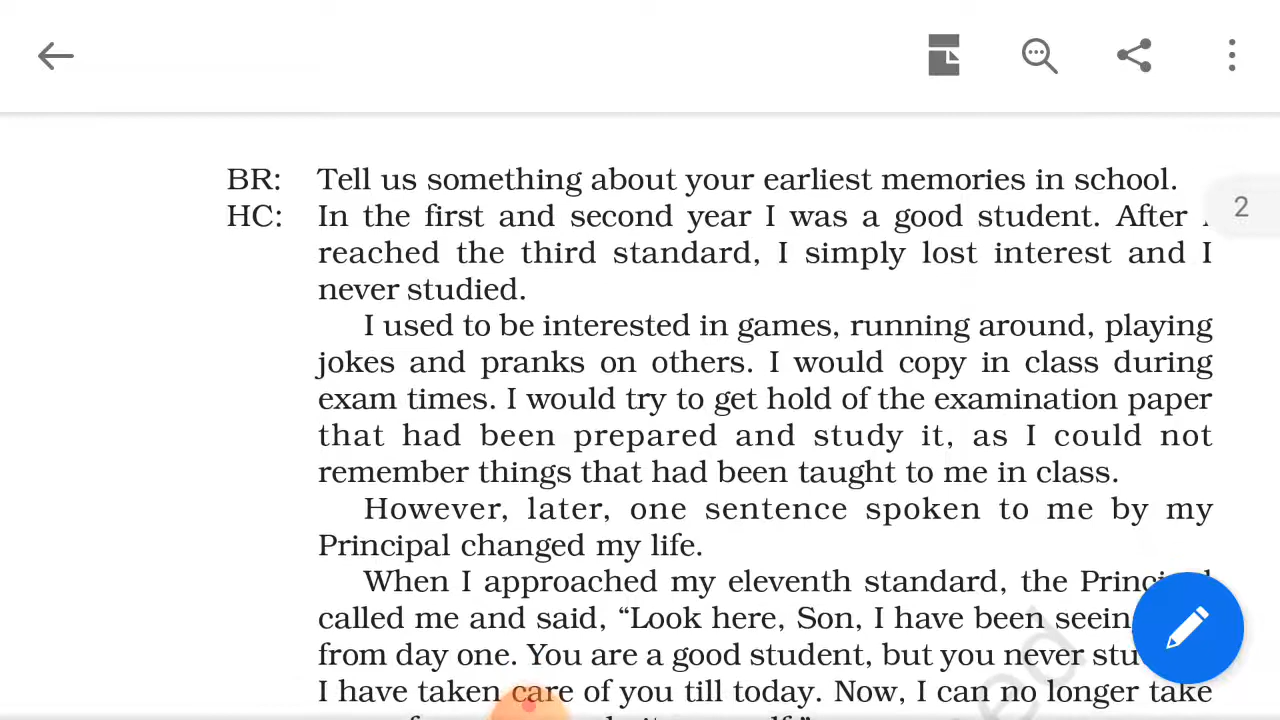 2
BR: Tell us something about your earliest memories in school.
HC: In the first and second year I was a good student. After
reached the third standard, I simply lost interest and I
never studied.
I used to be interested in games, running around, playing
jokes and pranks on others. I would copy in class during
exam times. I would try to get hold of the examination paper
that had been prepared and study it, as I could not
remember things that had been taught to me in class.
However, later, one sentence spoken to me by my
Principal changed my life.
When I approached my eleventh standard, the Principal
called me and said, “Look here, Son, I have been seein
from day one. You are a good student, but you never stu
I have taken care of you till today. Now, I can no longer take